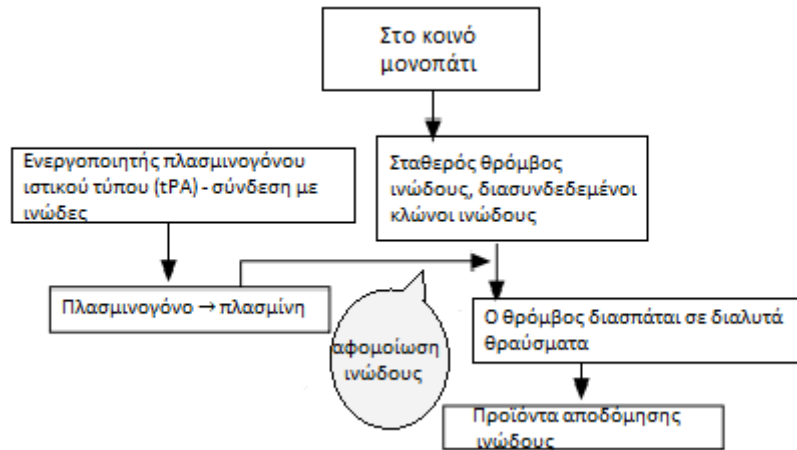 Στο κοινό
μονοπάτι
Ενεργοποιητής πλασμινογόνου
ιστικού τύπου (tPA) - σύνδεση με
ινώδες
Σταθερός θρόμβος
ινώδους, διασυνδεδεμένοι
κλώνοι ινώδους
Πλασμινογόνο → πλασμίνη
αφομοίωση
ινώδους
Ο θρόμβος διασπάται σε διαλυτά
θραύσματα
Προϊόντα αποδόμησης
ινώδους